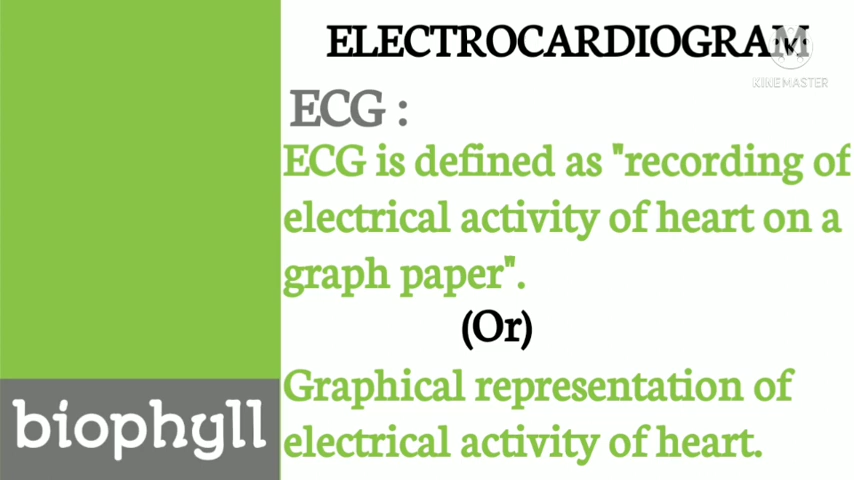 ELECTROCARDIOGRAM
KINEMASTER
ECG :
ECG is defined as "recording of
electrical activity of heart on a
graph paper".
(Or)
Graphical representation of
electrical activity of heart.
biophyll